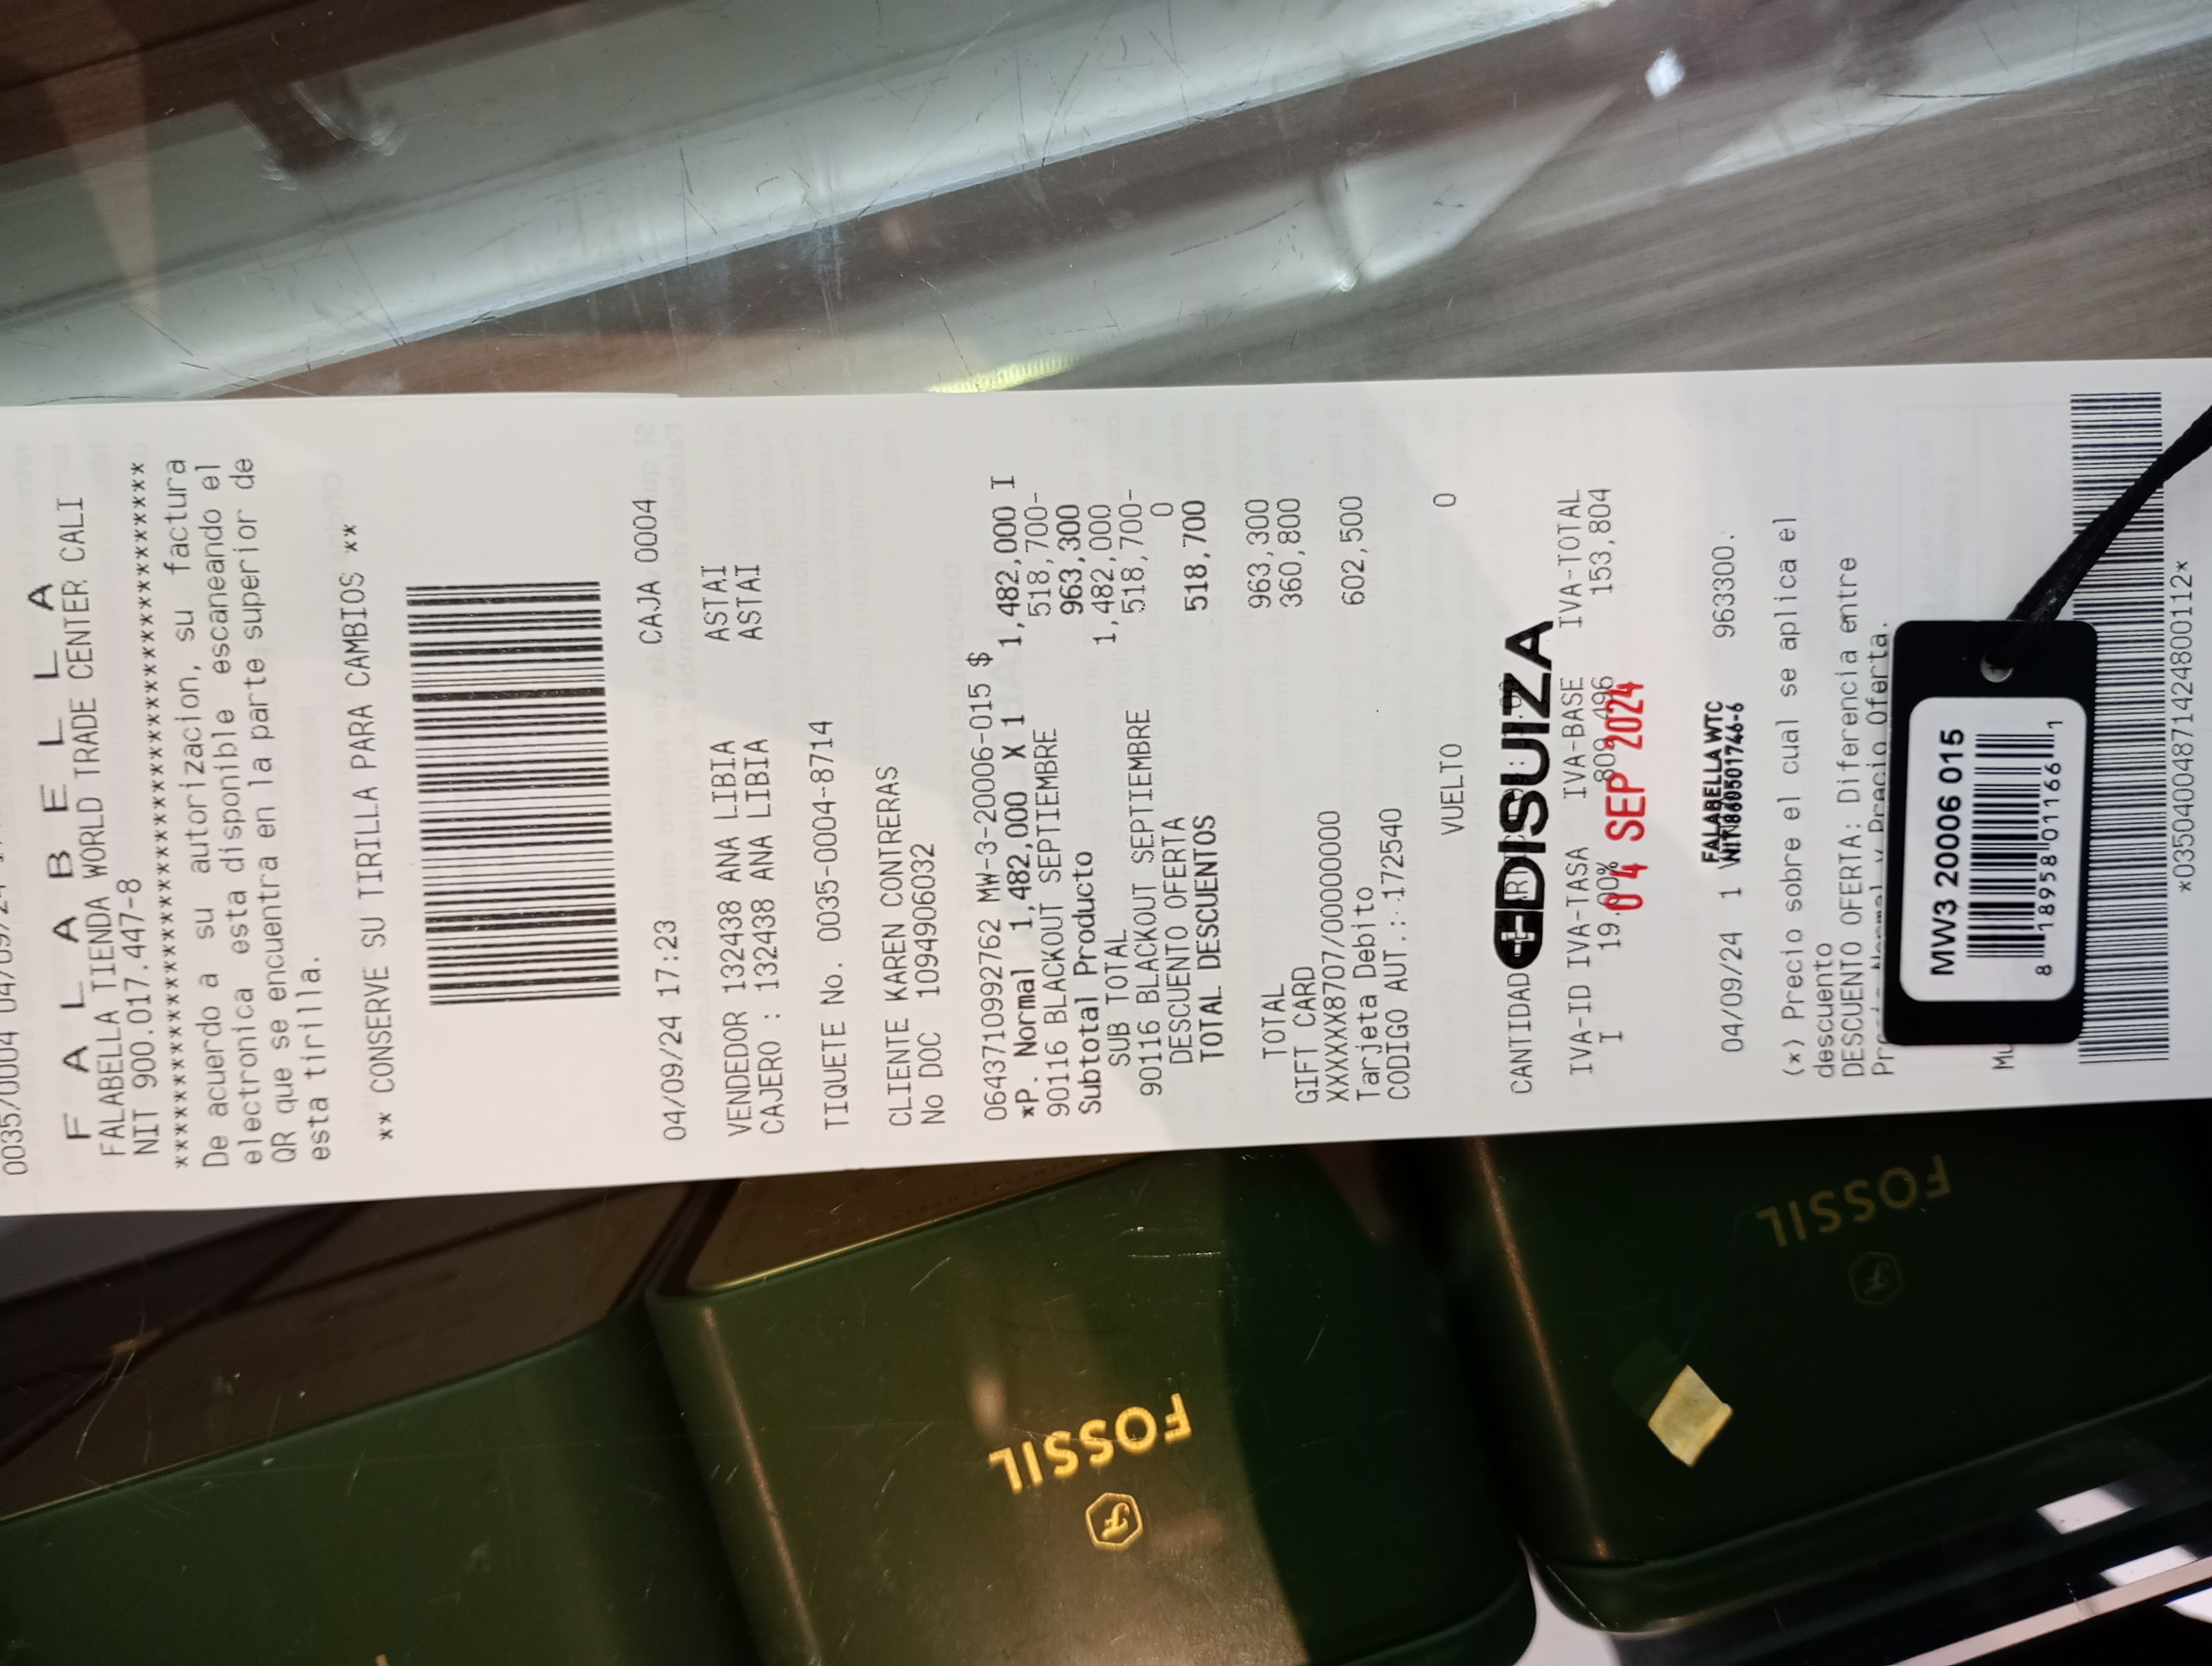 F A L A B E L L A
FALABELLA TIENDA WORLD TRADE CENTER CALI
NIT 900.017.447-8
****************************************
De acuerdo a su autorizacion, su factura
electronica esta disponible escaneando el
QR que se encuentra en la parte superior de
esta tirilla.
** CONSERVE SU TIRILLA PARA CAMBIOS **
04/09/24 17:23 CAJA 0004
VENDEDOR 132438 ANA LIBIA ASTAI
CAJERO : 132438 ANA LIBIA ASTAI
TIQUETE No. 0035-0004-8714
CLIENTE KAREN CONTRERAS
No DOC 1094906032
0643710992762 MW-3-20006-015 $
*P. Normal 1,482,000 X 1 1,482,000 I
90116 BLACKOUT SEPTIEMBRE 518,700-
Subtotal Producto 963,300
SUB TOTAL 1,482,000
90116 BLACKOUT SEPTIEMBRE 518,700-
DESCUENTO OFERTA 0
TOTAL DESCUENTOS 518,700
TOTAL 963,300
GIFT CARD 360,800
XXXXXX8707/00000000
Tarjeta Debito 602,500
CODIGO AUT.: 172540
VUELTO 0
CANTIDAD
DISUIZA
IVA-ID IVA-TASA IVA-BASE IVA-TOTAL
I 19.00% 809,496 153,804
04 SEP 2024
FALABELLA WTC
NIT:860501746-6
04/09/24 1 963300.
(*) Precio sobre el cual se aplica el
descuento
DESCUENTO OFERTA: Diferencia entre
Precio Normal y Precio Oferta.
MW3 20006 015
8 18958 01166 1
*035040048714248001112*
FOSSIL
FOSSIL